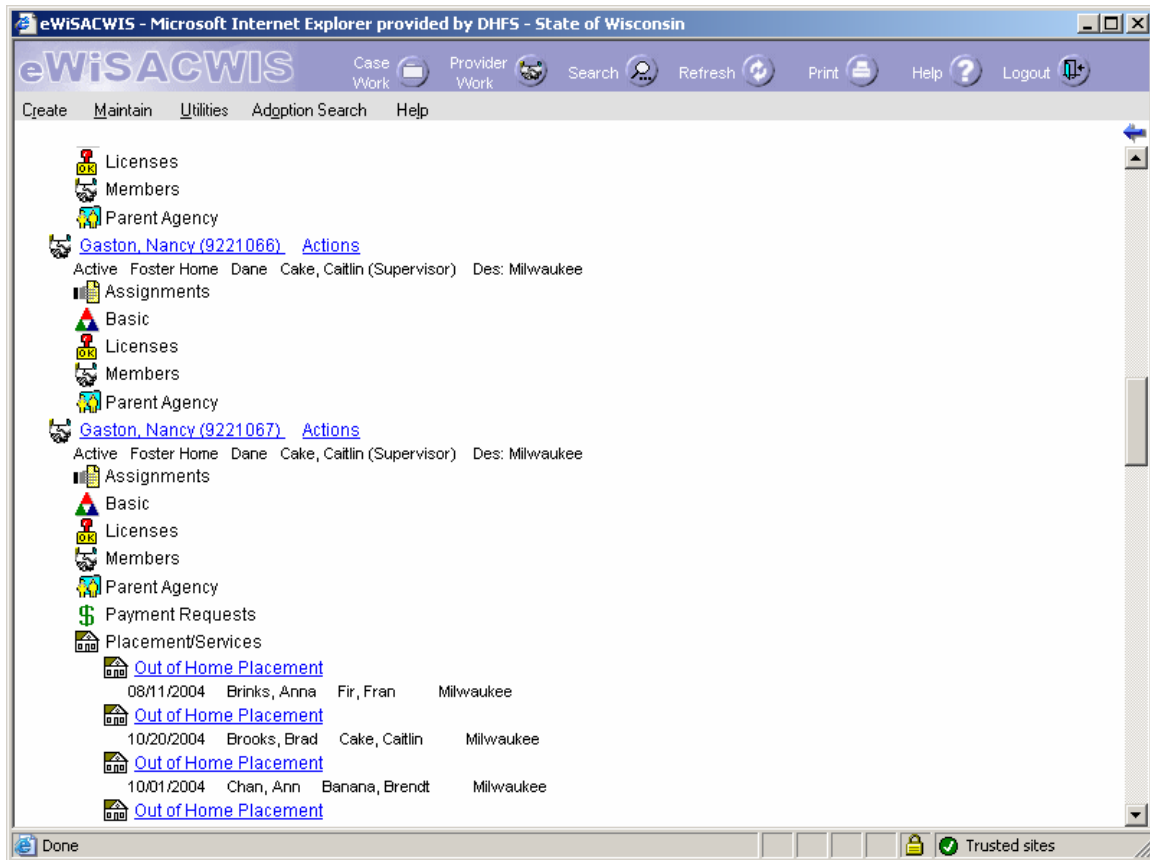 eWiSACWIS - Microsoft Internet Explorer provided by DHFS - State of Wisconsin
eWiSACWIS Case Work Provider Work Search Refresh Print Help Logout
Create Maintain Utilities Adoption Search Help
OK Licenses
Members
Parent Agency
Gaston, Nancy (9221066) Actions
Active Foster Home Dane Cake, Caitlin (Supervisor) Des: Milwaukee
Assignments
Basic
OK Licenses
Members
Parent Agency
Gaston, Nancy (9221067) Actions
Active Foster Home Dane Cake, Caitlin (Supervisor) Des: Milwaukee
Assignments
Basic
OK Licenses
Members
Parent Agency
$ Payment Requests
Placement/Services
Out of Home Placement
08/11/2004 Brinks, Anna Fir, Fran Milwaukee
Out of Home Placement
10/20/2004 Brooks, Brad Cake, Caitlin Milwaukee
Out of Home Placement
10/01/2004 Chan, Ann Banana, Brendt Milwaukee
Out of Home Placement
Done Trusted sites